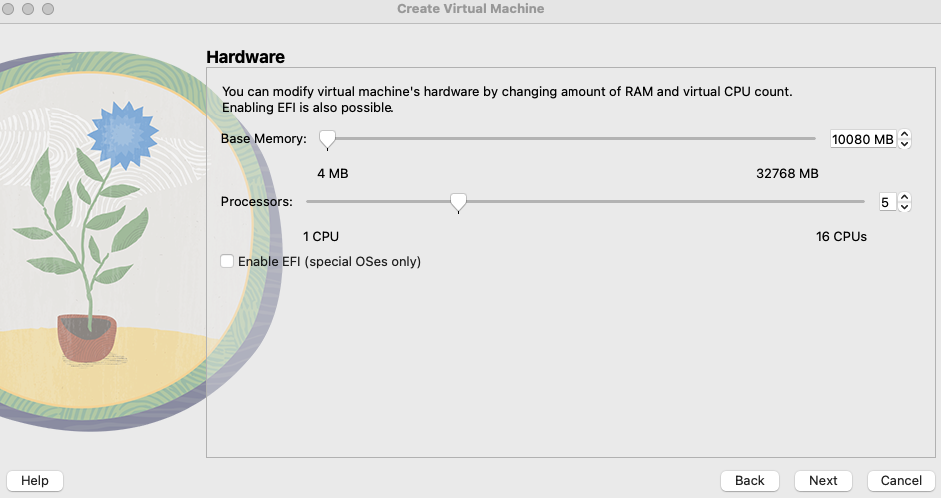 Create Virtual Machine
Hardware
You can modify virtual machine's hardware by changing amount of RAM and virtual CPU count.
Enabling EFI is also possible.
Base Memory: 10080 MB
4 MB 32768 MB
Processors: 5
1 CPU 16 CPUs
Enable EFI (special OSes only)
Help Back Next Cancel